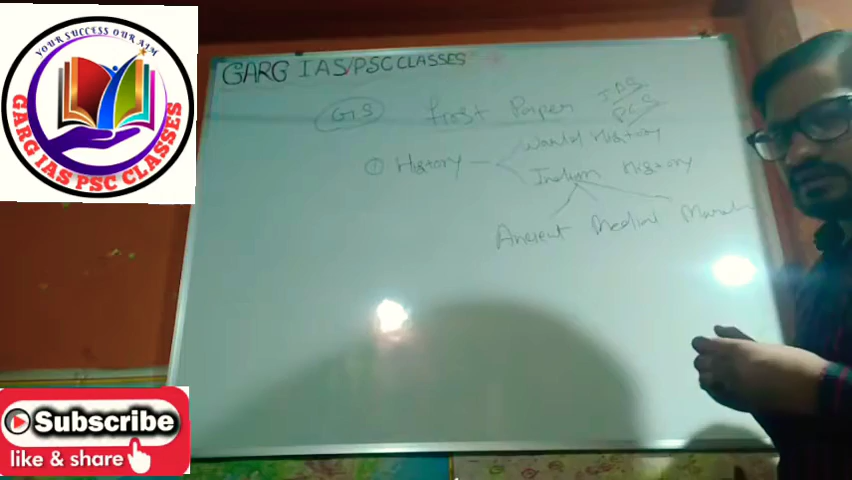 YOUR SUCCESS OUR AIM
GARG IAS PSC CLASSES
GARG IAS/PSC CLASSES
GS First Paper IAS
PCS
World History
① History
Indian History
Ancient Medival
Subscribe
like & share